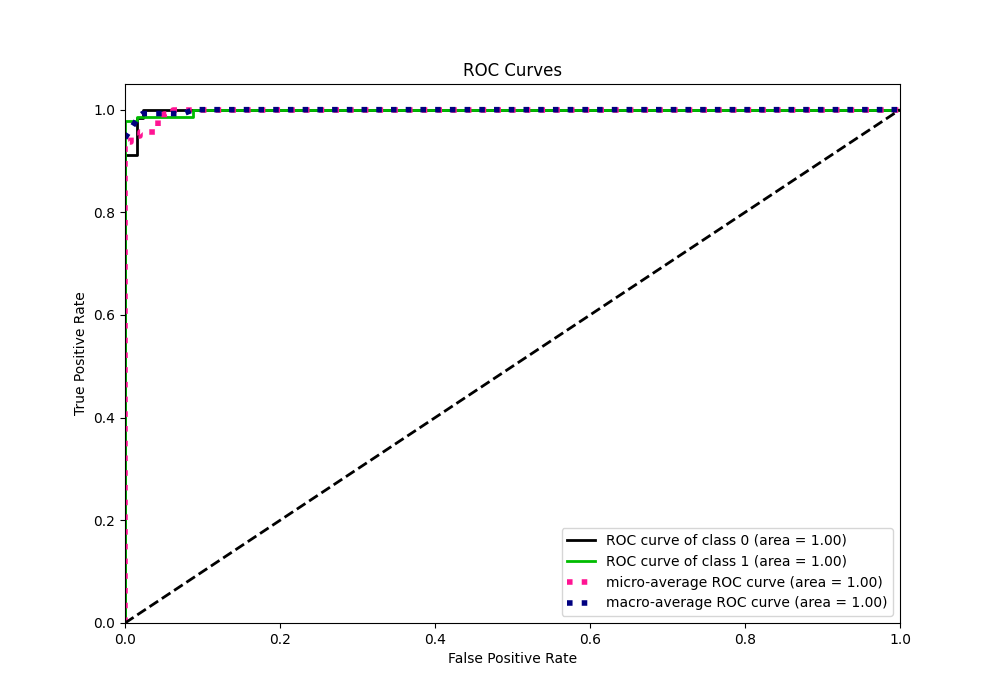 ROC Curves
True Positive Rate
1.0
0.8
0.6
0.4
0.2
0.0
0.0 0.2 0.4 0.6 0.8 1.0
False Positive Rate
ROC curve of class 0 (area = 1.00)
ROC curve of class 1 (area = 1.00)
micro-average ROC curve (area = 1.00)
macro-average ROC curve (area = 1.00)